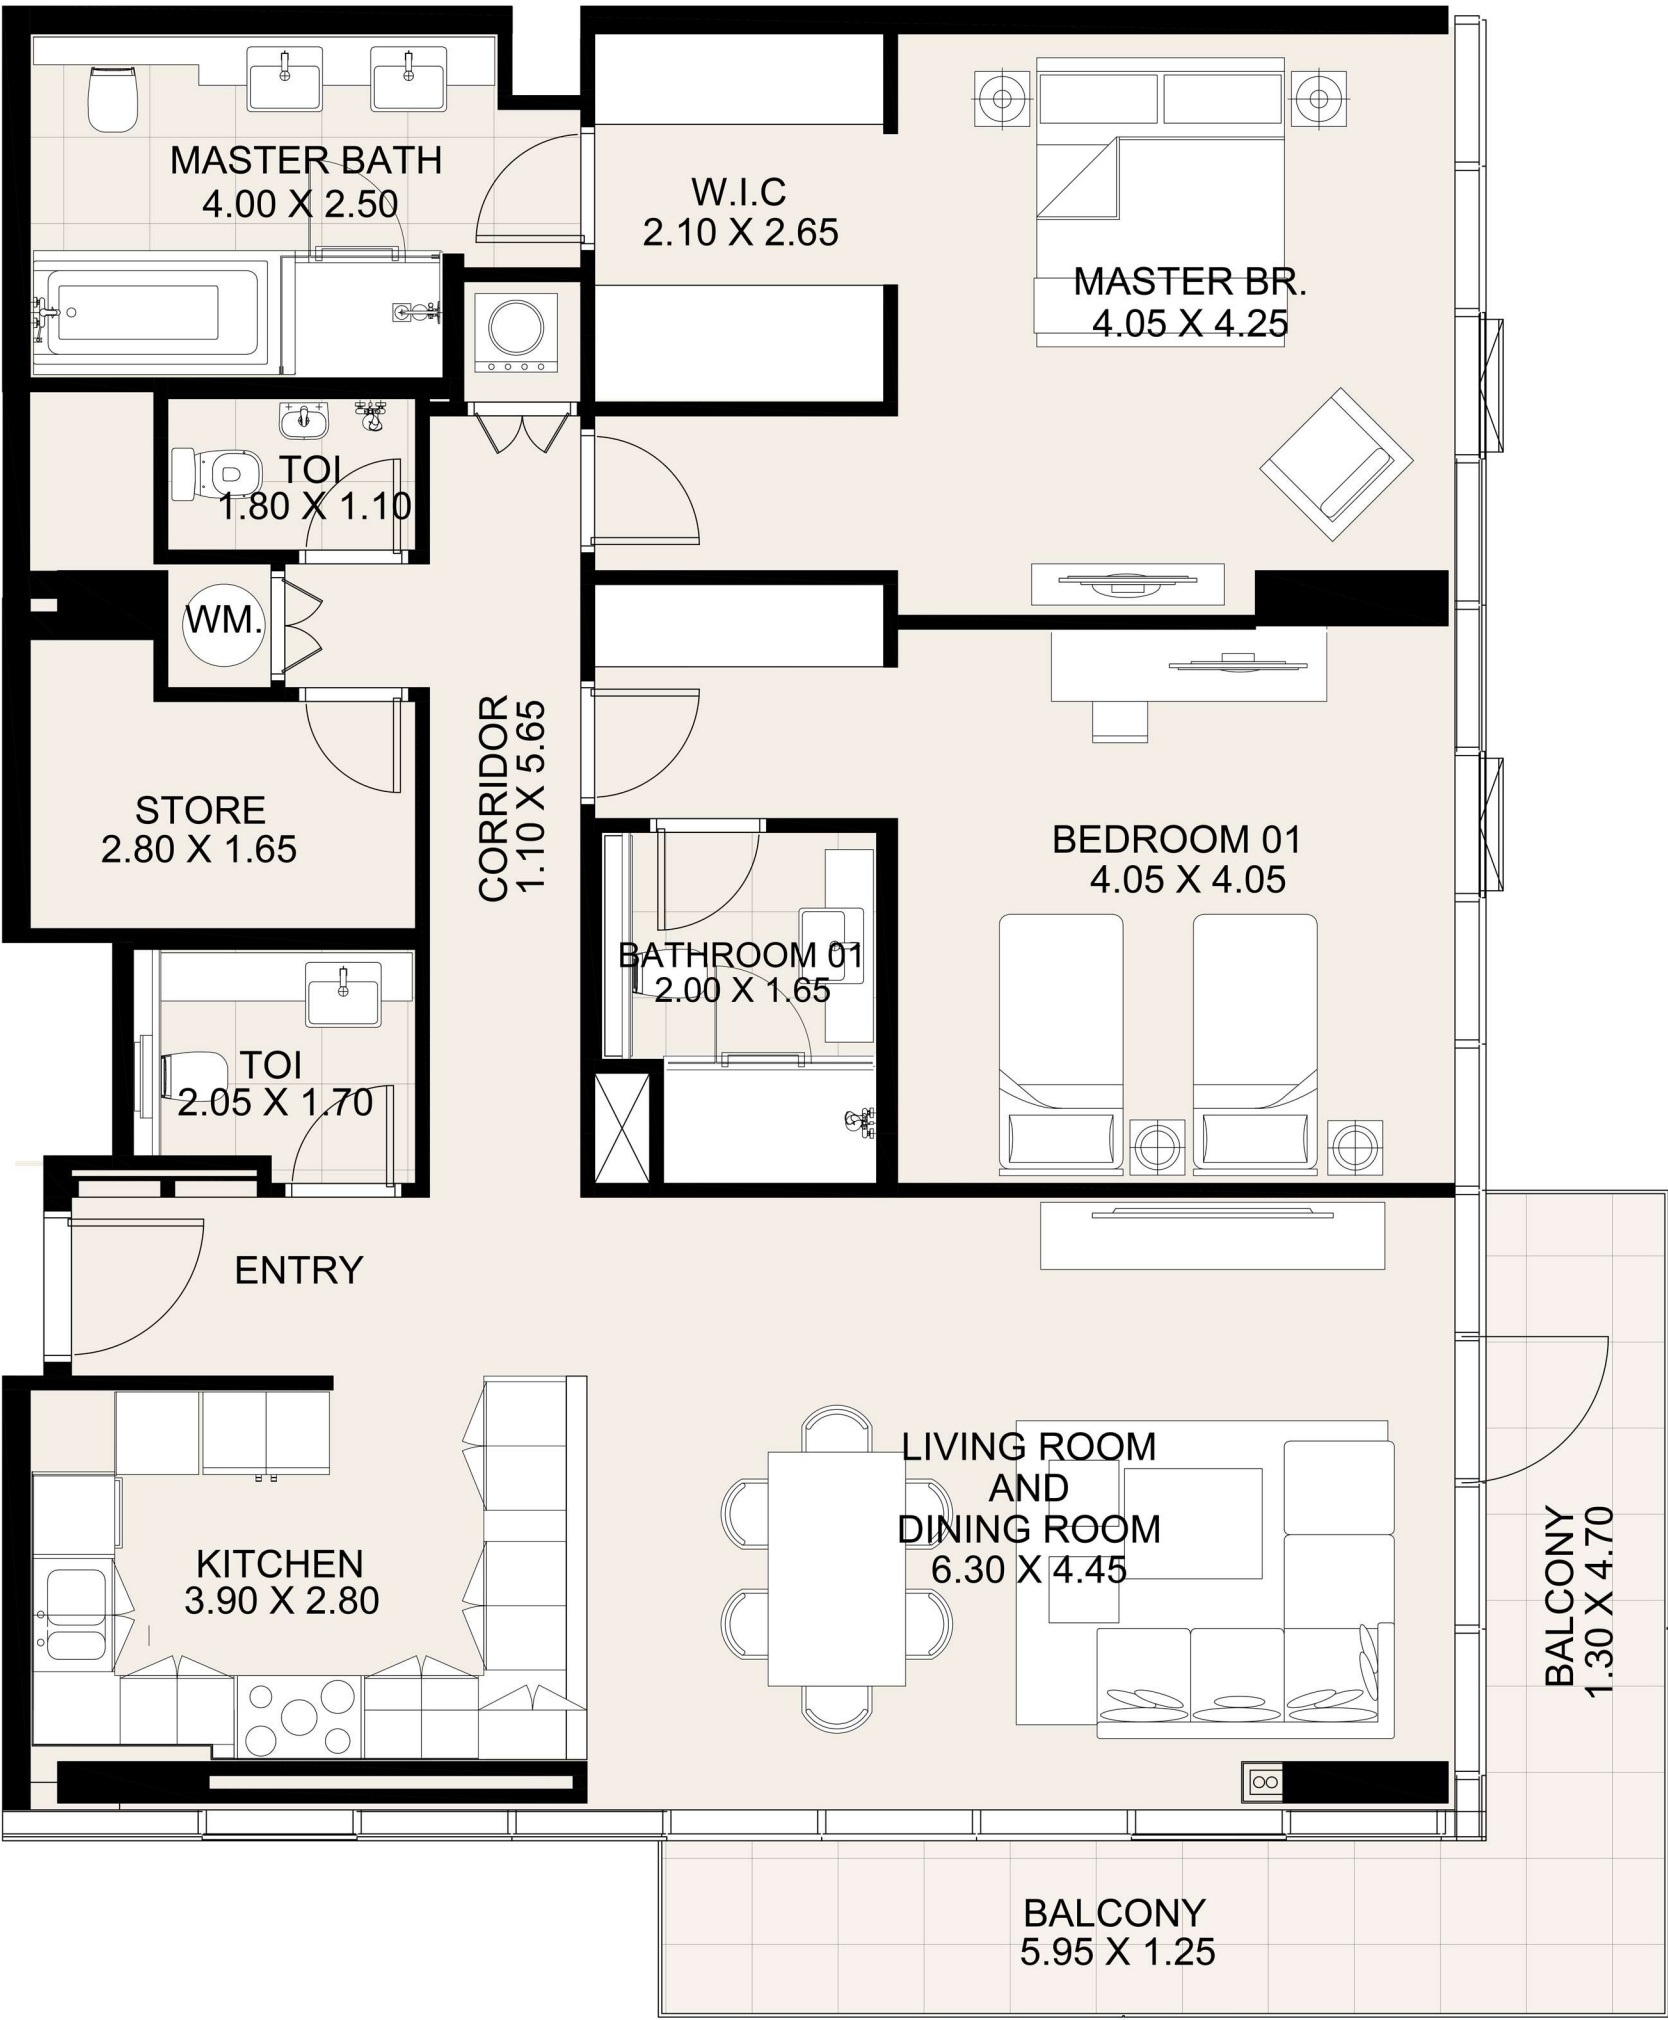 MASTER BATH
4.00 X 2.50
W.I.C
2.10 X 2.65
MASTER BR.
4.05 X 4.25
TOI
1.80 X 1.10
WM.
STORE
2.80 X 1.65
CORRIDOR
1.10 X 5.65
BEDROOM 01
4.05 X 4.05
BATHROOM 01
2.00 X 1.65
TOI
2.05 X 1.70
ENTRY
KITCHEN
3.90 X 2.80
LIVING ROOM
AND
DINING ROOM
6.30 X 4.45
BALCONY
1.30 X 4.70
BALCONY
5.95 X 1.25